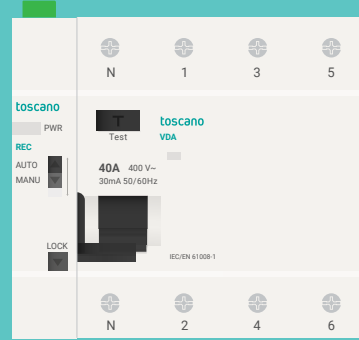 N 1 3 5
toscano
PWR
REC
AUTO
MANU
LOCK
T
Test
toscano
VDA
40A 400 V~
30mA 50/60Hz
IEC/EN 61008-1
N 2 4 6